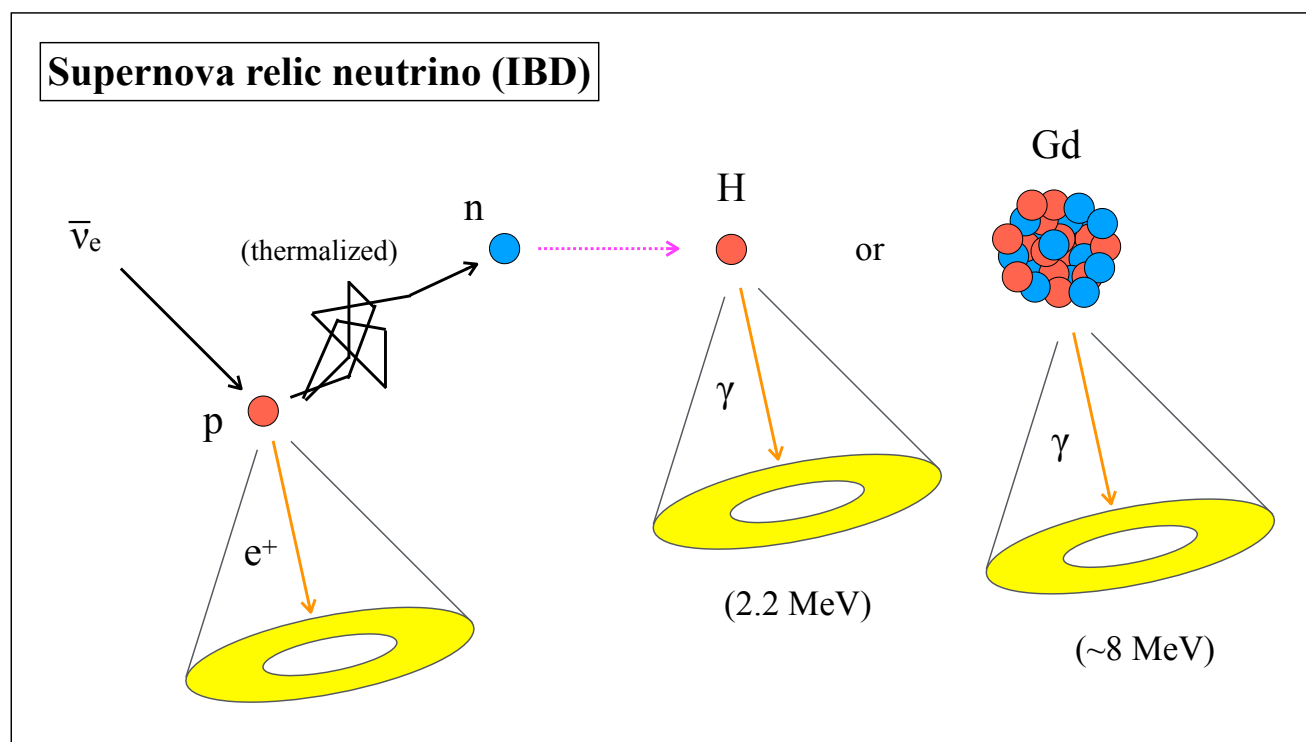 Supernova relic neutrino (IBD)
Gd
H
n
ν̅ₑ
(thermalized)
or
p
γ
γ
e⁺
(2.2 MeV)
(~8 MeV)